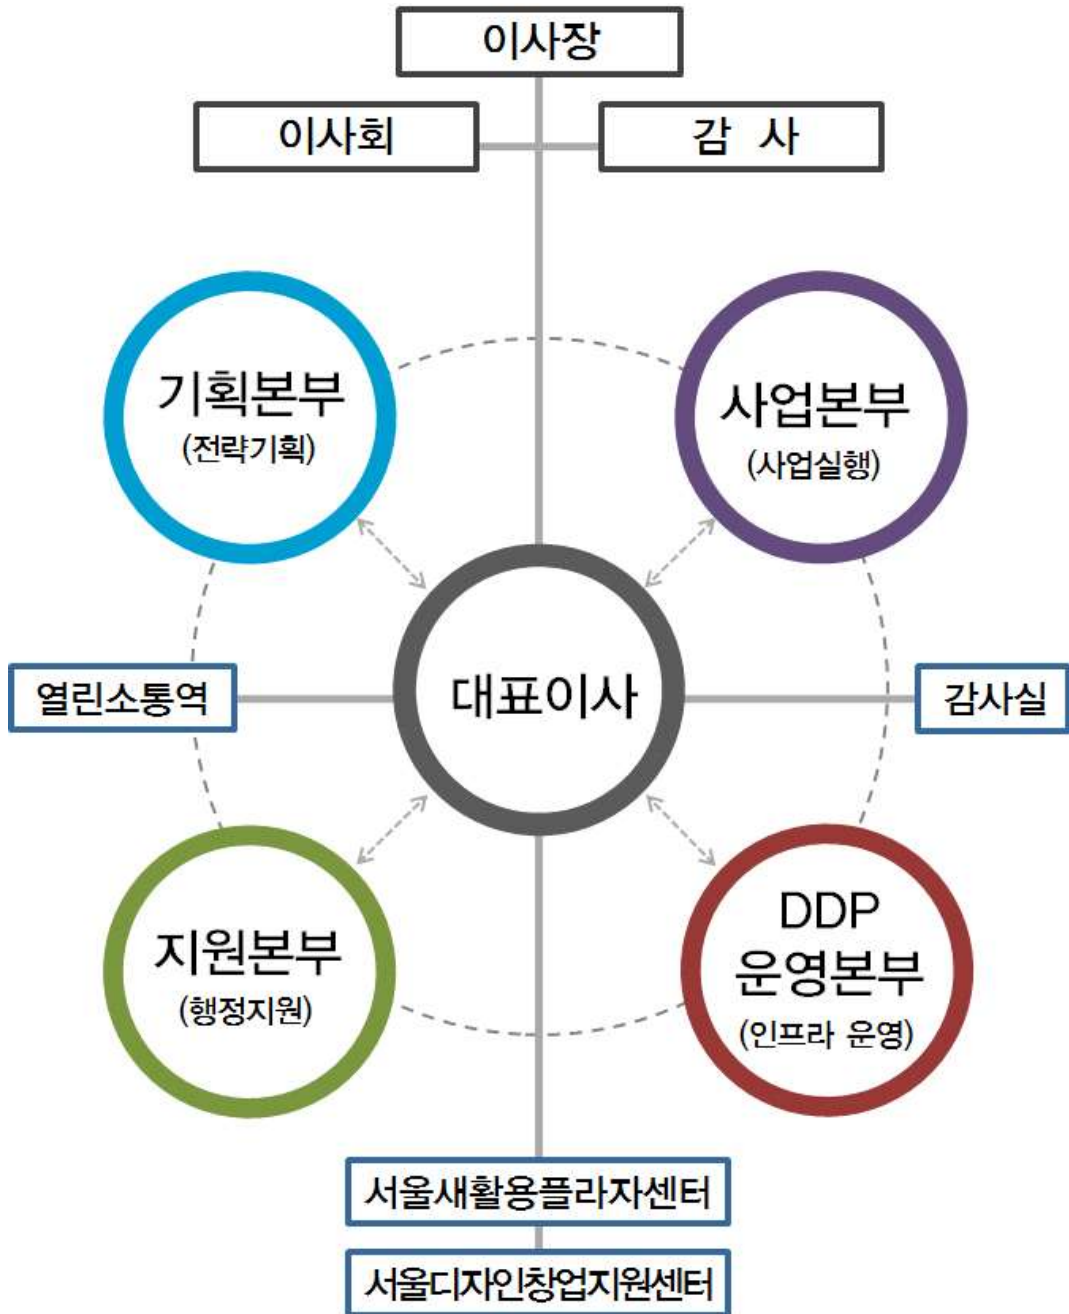 이사장
이사회
감 사
기획본부
(전략기획)
사업본부
(사업실행)
열린소통역
대표이사
감사실
지원본부
(행정지원)
DDP
운영본부
(인프라 운영)
서울새활용플라자센터
서울디자인창업지원센터